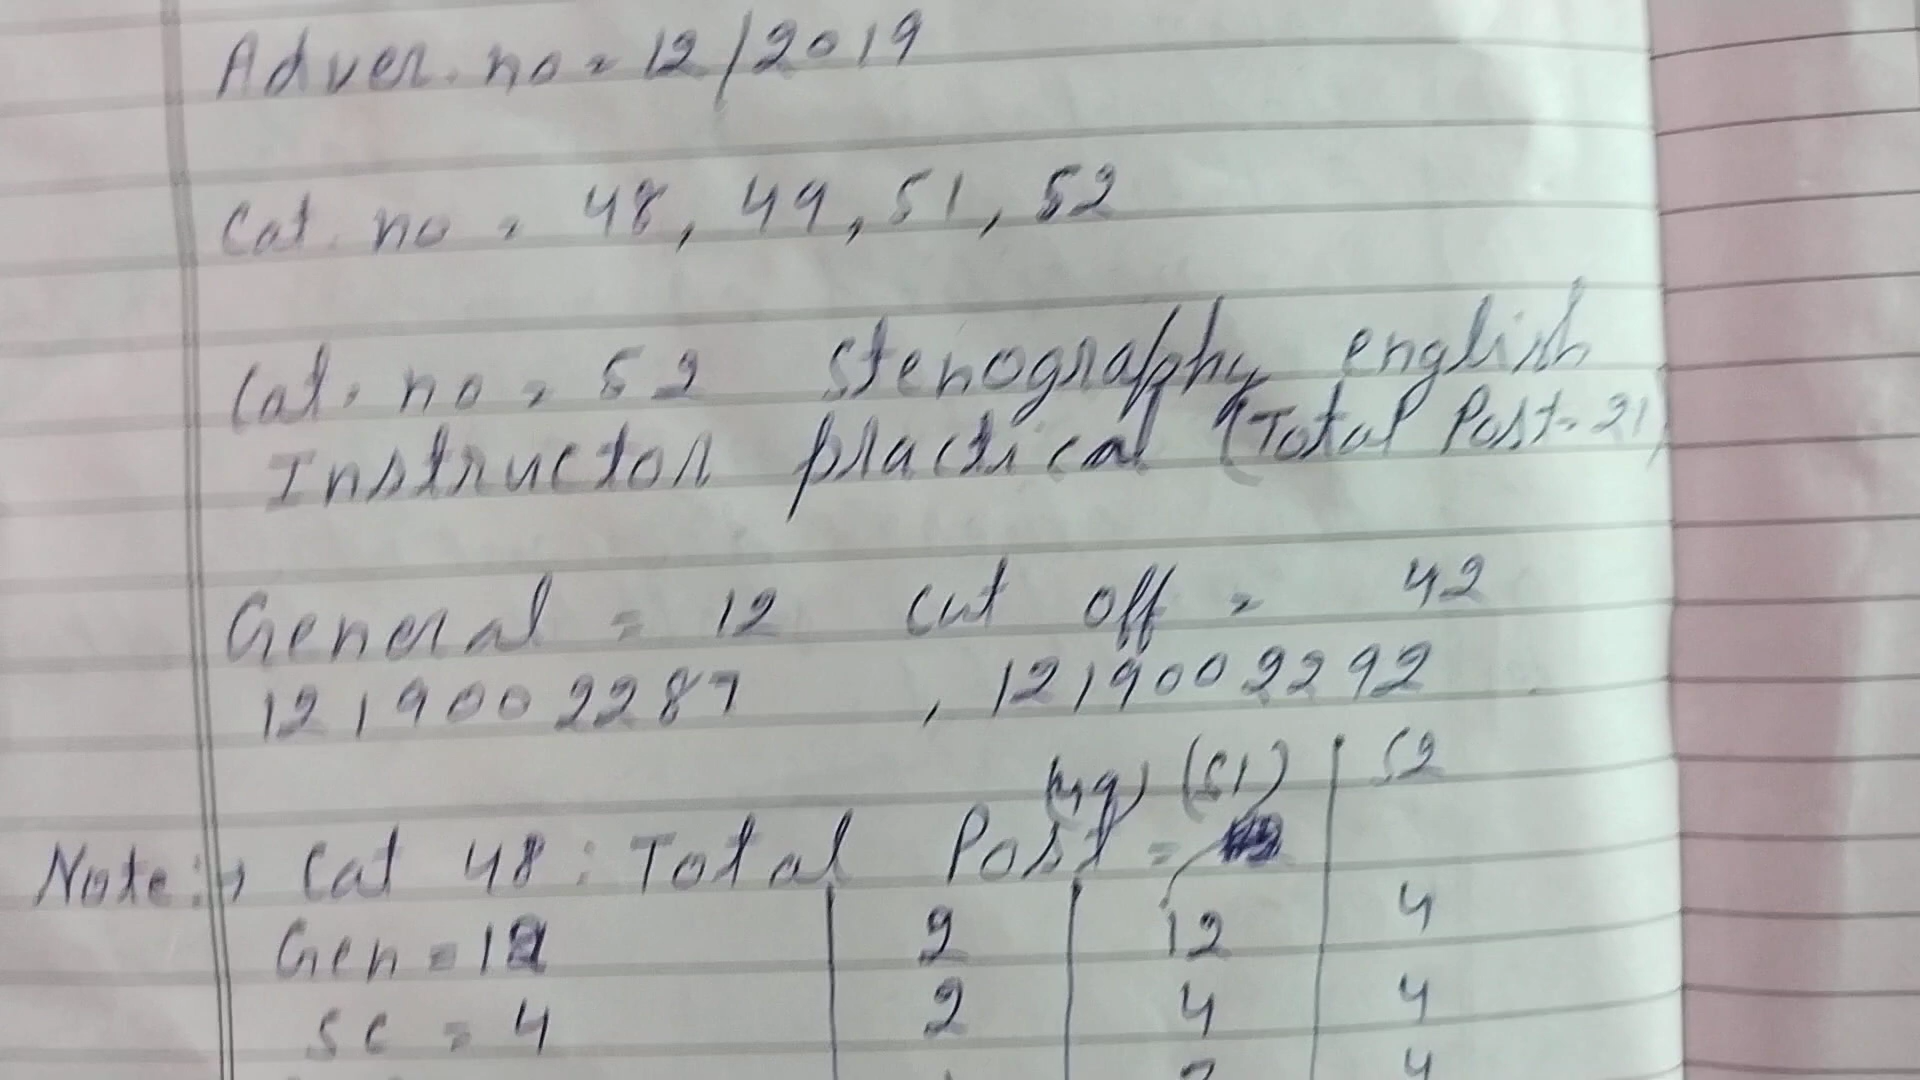 Adver. no = 12/2019
Cat. no = 48, 49, 51, 52
Cat. no = 52 Stenography english
Instructor practical (Total Post = 21)
General = 12 cut off = 42
1219002287, 1219002292
(49) (51) 52
Note:→ Cat 48 : Total Post =
Gen = 12 2 12 4
SC = 4 2 4 4
4